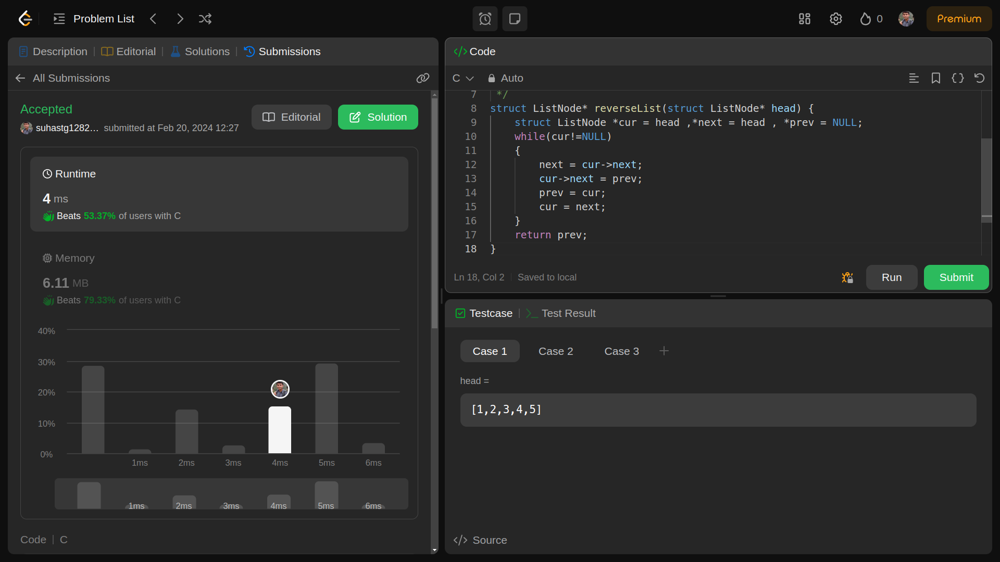 Problem List
0
Premium
Description | Editorial | Solutions | Submissions
All Submissions
Accepted
suhastg1282... submitted at Feb 20, 2024 12:27
Editorial
Solution
Runtime
4 ms
Beats 53.37% of users with C
Memory
6.11 MB
Beats 79.33% of users with C
40%
30%
20%
10%
0%
1ms 2ms 3ms 4ms 5ms 6ms
1ms 2ms 3ms 4ms 5ms 6ms
Code | C
</> Code
C Auto
7 */
8 struct ListNode* reverseList(struct ListNode* head) {
9 struct ListNode *cur = head ,*next = head , *prev = NULL;
10 while(cur!=NULL)
11 {
12 next = cur->next;
13 cur->next = prev;
14 prev = cur;
15 cur = next;
16 }
17 return prev;
18 }
Ln 18, Col 2 | Saved to local
Run
Submit
Testcase | Test Result
Case 1 Case 2 Case 3 +
head =
[1,2,3,4,5]
</> Source